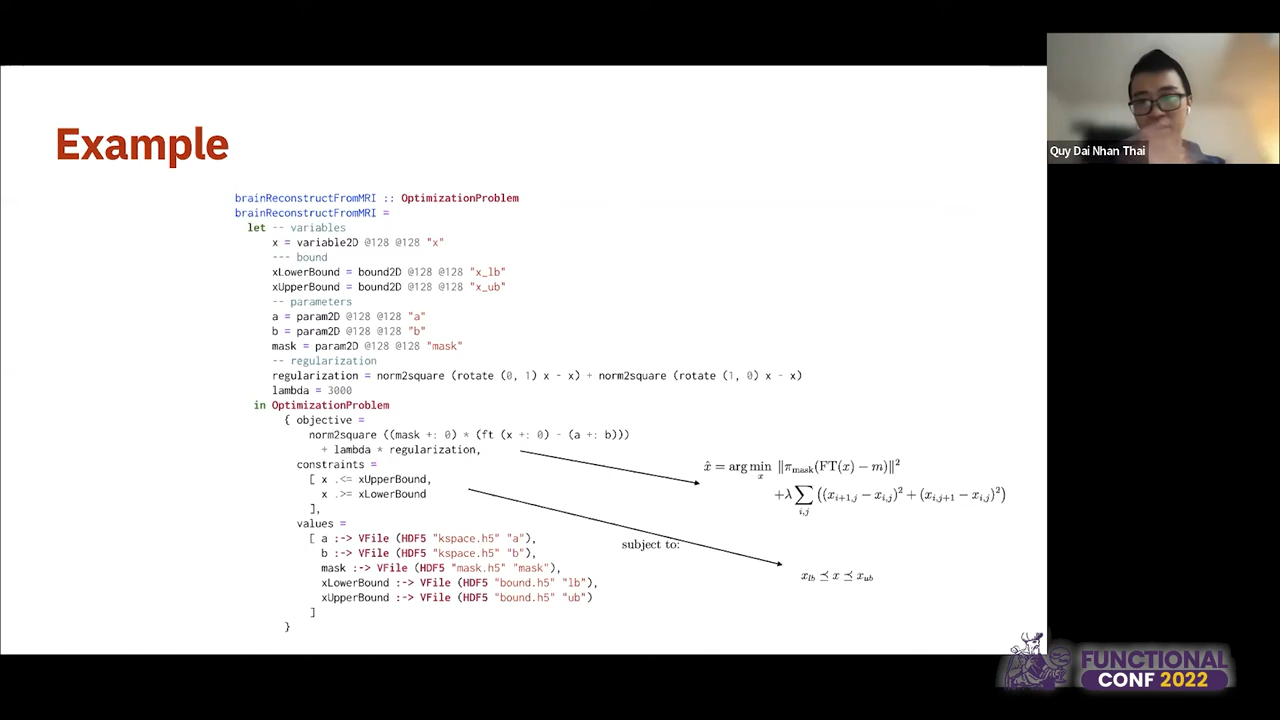 Example
brainReconstructFromMRI :: OptimizationProblem
brainReconstructFromMRI =
let -- variables
x = variable2D @128 @128 "x"
--- bound
xLowerBound = bound2D @128 @128 "x_lb"
xUpperBound = bound2D @128 @128 "x_ub"
-- parameters
a = param2D @128 @128 "a"
b = param2D @128 @128 "b"
mask = param2D @128 @128 "mask"
-- regularization
regularization = norm2square (rotate (0, 1) x - x) + norm2square (rotate (1, 0) x - x)
lambda = 3000
in OptimizationProblem
{ objective =
norm2square ((mask +: 0) * (ft (x +: 0) - (a +: b)))
+ lambda * regularization,
constraints =
[ x .<= xUpperBound,
x .>= xLowerBound
],
values =
[ a :-> VFile (HDF5 "kspace.h5" "a"),
b :-> VFile (HDF5 "kspace.h5" "b"),
mask :-> VFile (HDF5 "mask.h5" "mask"),
xLowerBound :-> VFile (HDF5 "bound.h5" "lb"),
xUpperBound :-> VFile (HDF5 "bound.h5" "ub")
]
}
x̂ = arg min_x ‖π_mask(FT(x) − m)‖²
+λ ∑_{i,j} ((x_{i+1,j} − x_{i,j})² + (x_{i,j+1} − x_{i,j})²)
subject to:
x_{lb} ⪯ x ⪯ x_{ub}
Quy Dai Nhan Thai
FUNCTIONAL
CONF 2022